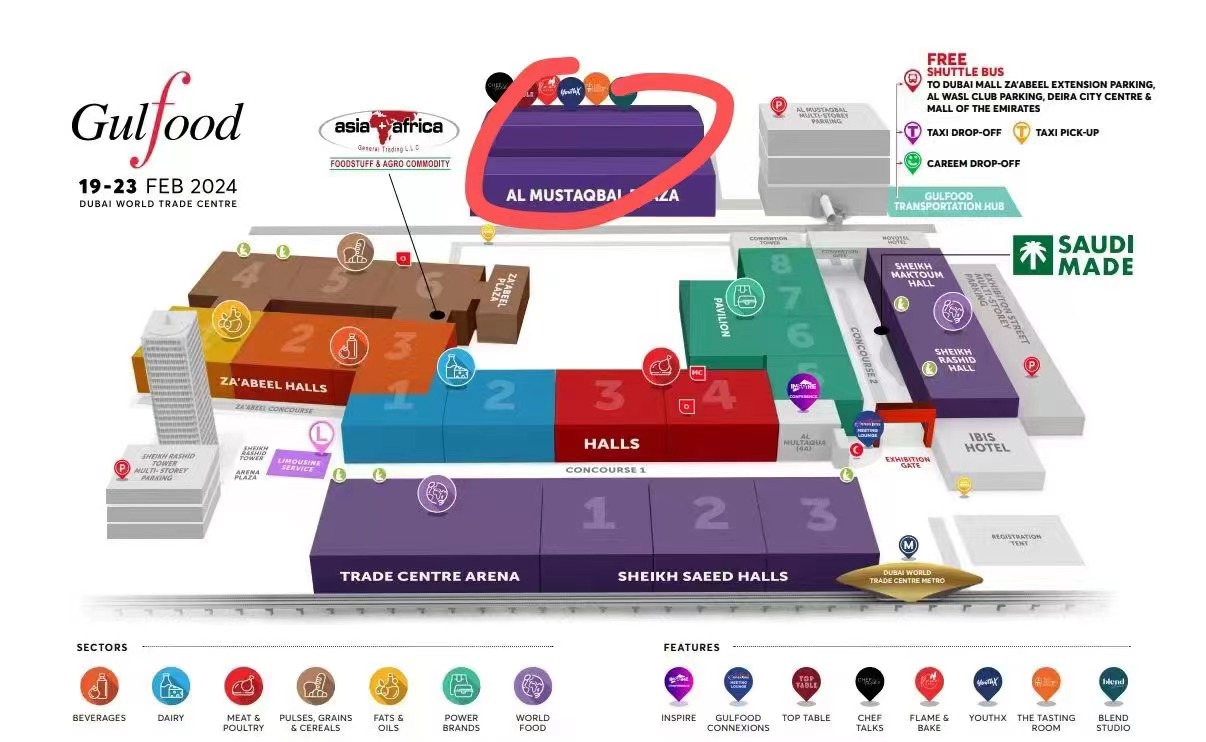 Gulfood
19-23 FEB 2024
DUBAI WORLD TRADE CENTRE
asia africa
General Trading L.L.C.
FOODSTUFF & AGRO COMMODITY
YouthX
AL MUSTAQBAL PLAZA
P
AL MUSTAQBAL
MULTI-STOREY
PARKING
FREE
SHUTTLE BUS
TO DUBAI MALL ZA'ABEEL EXTENSION PARKING,
AL WASL CLUB PARKING, DEIRA CITY CENTRE &
MALL OF THE EMIRATES
TAXI DROP-OFF
TAXI PICK-UP
CAREEM DROP-OFF
GULFOOD
TRANSPORTATION HUB
SAUDI
MADE
CONVENTION
TOWER
CONVENTION
GATE
NOVOTEL
HOTEL
4
5
6
ZA'ABEEL
PLAZA
2
3
ZA'ABEEL HALLS
ZA'ABEEL CONCOURSE
8
7
6
5
PAVILION
CONCOURSE 2
SHEIKH
MAKTOUM
HALL
SHEIKH
RASHID
HALL
EXHIBITION STREET
MULTI-STOREY
PARKING
P
1
2
3
4
MC
HALLS
INSPIRE
CONFERENCE
AL
MULTAQUA
(4A)
MEETING
LOUNGE
C
EXHIBITION
GATE
IBIS
HOTEL
CONCOURSE 1
SHEIKH RASHID
TOWER
MULTI-STOREY
PARKING
P
SHEIKH
RASHID
TOWER
ARENA
PLAZA
L
LIMOUSINE
SERVICE
1
2
3
TRADE CENTRE ARENA
SHEIKH SAEED HALLS
M
DUBAI WORLD
TRADE CENTRE METRO
REGISTRATION
TENT
SECTORS
BEVERAGES
DAIRY
MEAT &
POULTRY
PULSES, GRAINS
& CEREALS
FATS &
OILS
POWER
BRANDS
WORLD
FOOD
FEATURES
INSPIRE
GULFOOD
CONNEXIONS
TOP
TABLE
TOP TABLE
CHEF
TALKS
FLAME &
BAKE
YouthX
YOUTHX
THE TASTING
ROOM
blend
BLEND
STUDIO